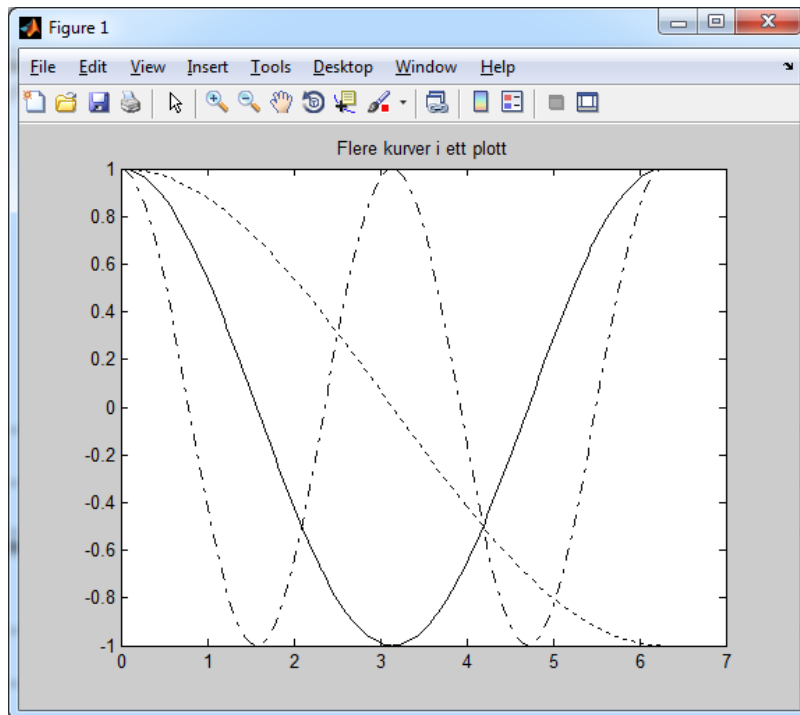 Figure 1
File Edit View Insert Tools Desktop Window Help
Flere kurver i ett plott
1
0.8
0.6
0.4
0.2
0
-0.2
-0.4
-0.6
-0.8
-1
0 1 2 3 4 5 6 7